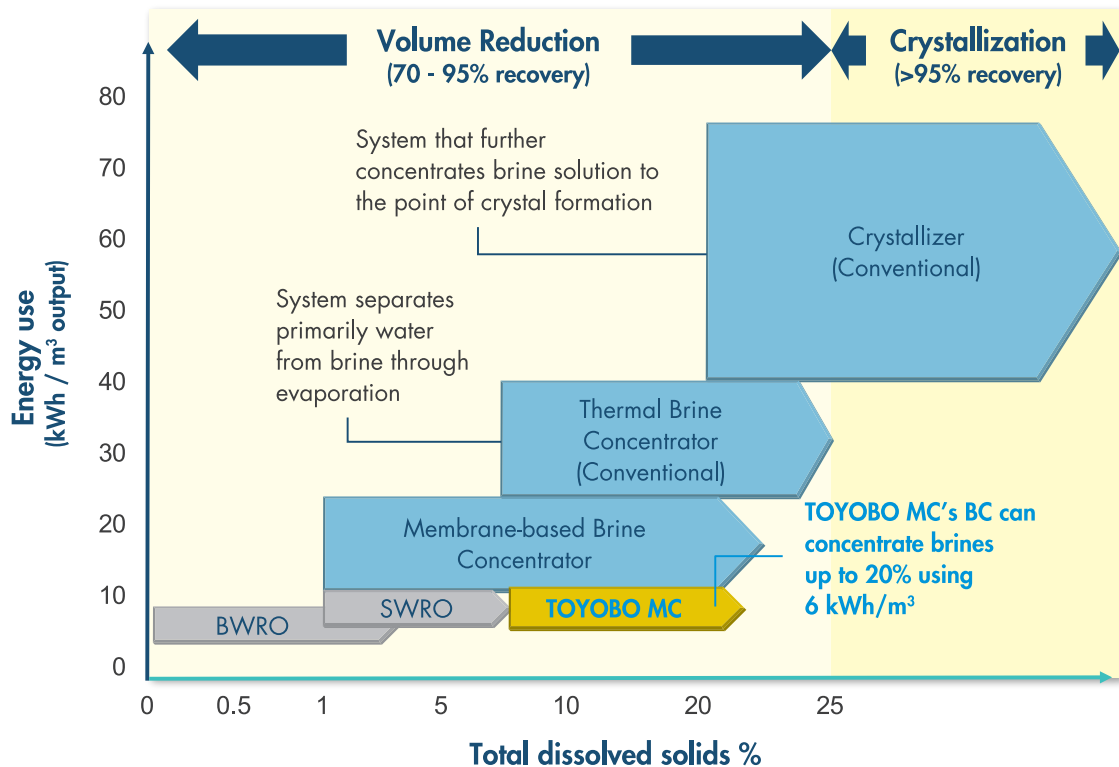 Volume Reduction
(70 - 95% recovery)
Crystallization
(>95% recovery)
Energy use
(kWh / m³ output)
80
70
60
50
40
30
20
10
0
System that further
concentrates brine solution to
the point of crystal formation
Crystallizer
(Conventional)
System separates
primarily water
from brine through
evaporation
Thermal Brine
Concentrator
(Conventional)
Membrane-based Brine
Concentrator
TOYOBO MC’s BC can
concentrate brines
up to 20% using
6 kWh/m³
BWRO
SWRO
TOYOBO MC
0
0.5
1
5
10
20
25
Total dissolved solids %